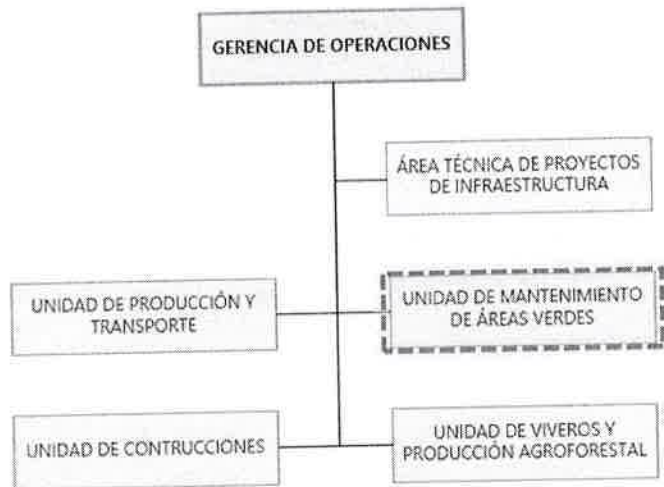 GERENCIA DE OPERACIONES
ÁREA TÉCNICA DE PROYECTOS
DE INFRAESTRUCTURA
UNIDAD DE PRODUCCIÓN Y
TRANSPORTE
UNIDAD DE MANTENIMIENTO
DE ÁREAS VERDES
UNIDAD DE CONTRUCCIONES
UNIDAD DE VIVEROS Y
PRODUCCIÓN AGROFORESTAL